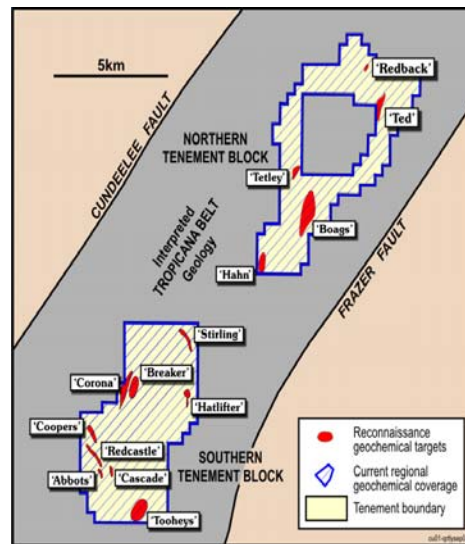 5km
'Redback'
'Ted'
CUNDEELEE FAULT
NORTHERN
TENEMENT BLOCK
'Tetley'
Interpreted
TROPICANA BELT
Geology
'Boags'
'Hahn'
FRAZER FAULT
'Stirling'
'Corona'
'Breaker'
'Hatlifter'
'Coopers'
'Redcastle'
'Abbots'
'Cascade'
SOUTHERN
TENEMENT BLOCK
'Tooheys'
Reconnaissance
geochemical targets
Current regional
geochemical coverage
Tenement boundary